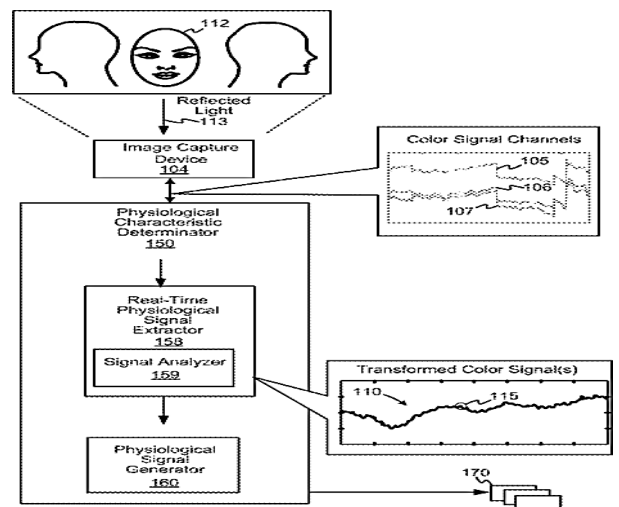 112
Reflected
Light
113
Image Capture
Device
104
Color Signal Channels
105
106
107
Physiological
Characteristic
Determinator
150
Real-Time
Physiological
Signal
Extractor
158
Signal Analyzer
159
Transformed Color Signal(s)
110
115
Physiological
Signal
Generator
160
170